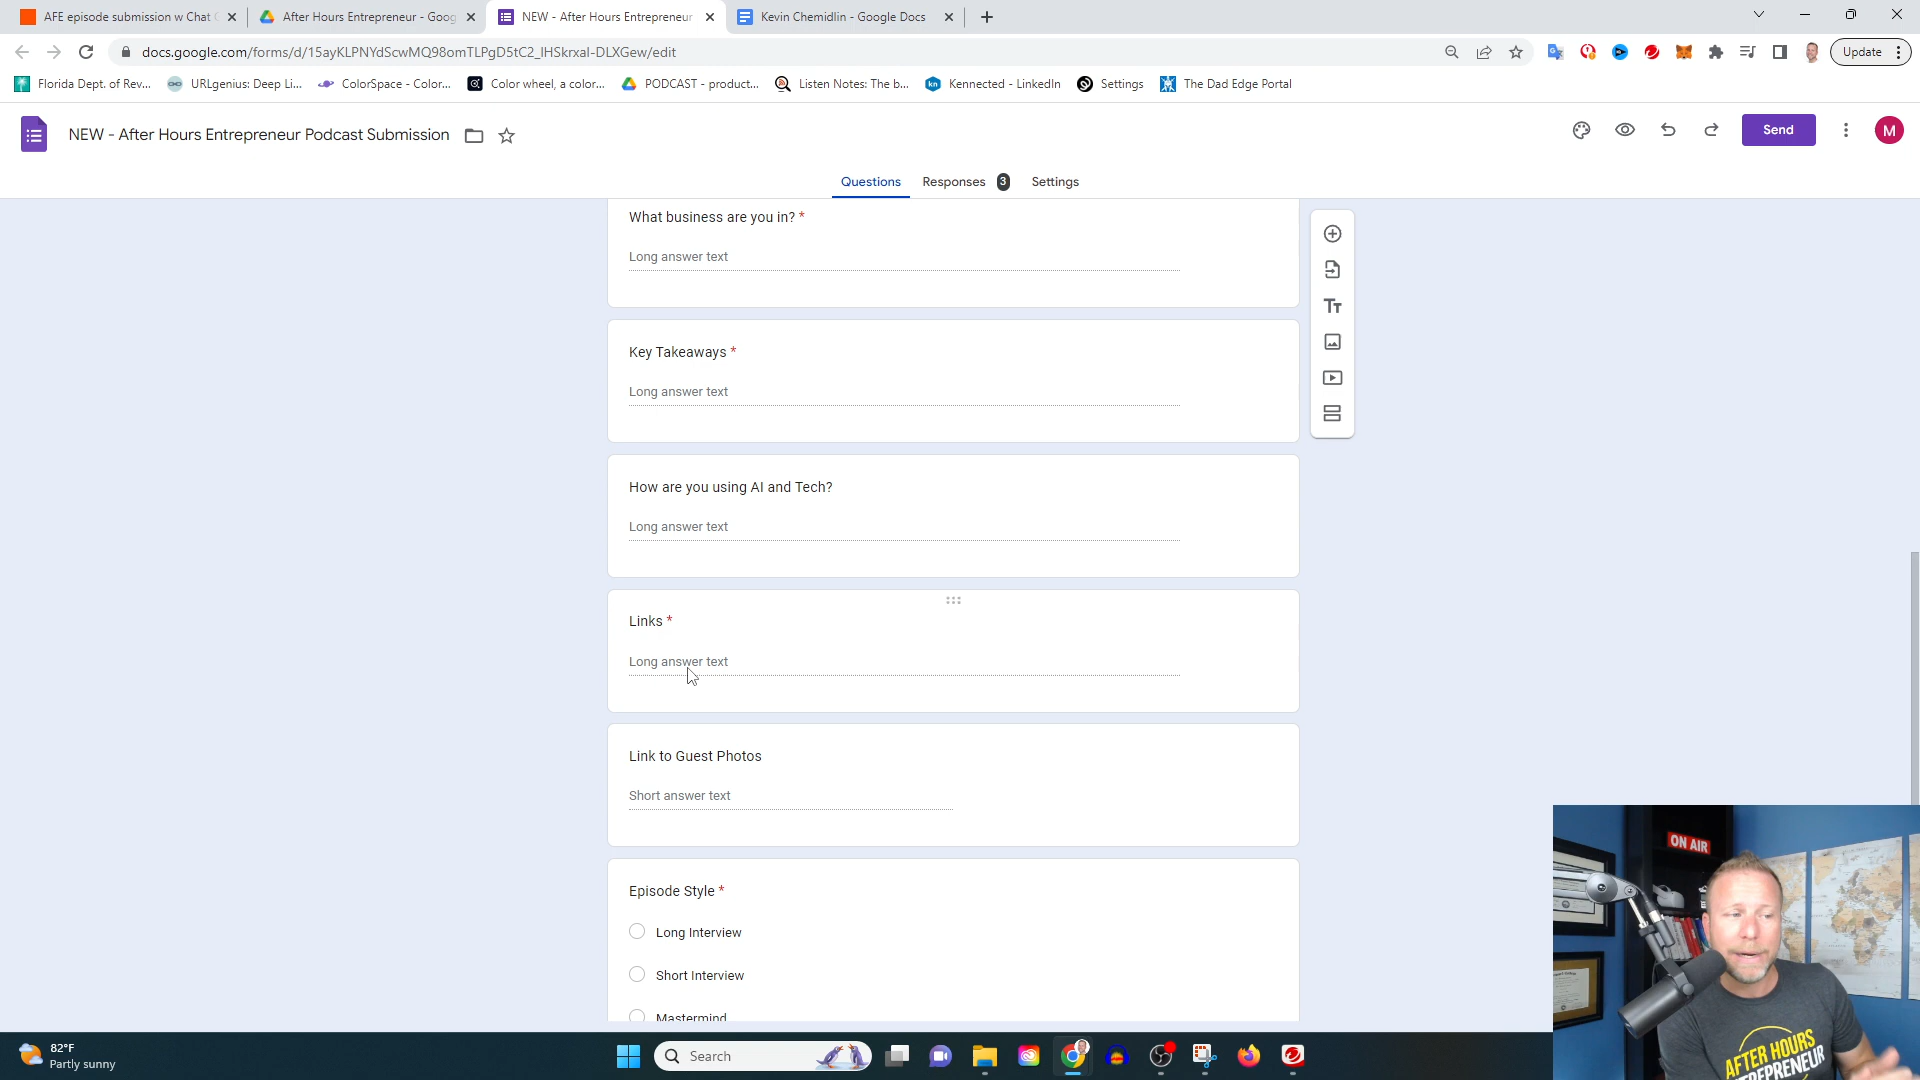 AFE episode submission w Chat
After Hours Entrepreneur - Goog
NEW - After Hours Entrepreneur
Kevin Chemidlin - Google Docs
docs.google.com/forms/d/15ayKLPNYdScwMQ98omTLPgD5tC2_IHSkrxal-DLXGew/edit
Update
Florida Dept. of Rev...
URLgenius: Deep Li...
ColorSpace - Color...
Color wheel, a color...
PODCAST - product...
Listen Notes: The b...
kn
Kennected - LinkedIn
Settings
The Dad Edge Portal
NEW - After Hours Entrepreneur Podcast Submission
Send
M
Questions
Responses 3
Settings
What business are you in? *
Long answer text
Key Takeaways *
Long answer text
How are you using AI and Tech?
Long answer text
Links *
Long answer text
Link to Guest Photos
Short answer text
Episode Style *
Long Interview
Short Interview
Mastermind
Tт
ON AIR
AFTER HOURS
82°F
Partly sunny
Search